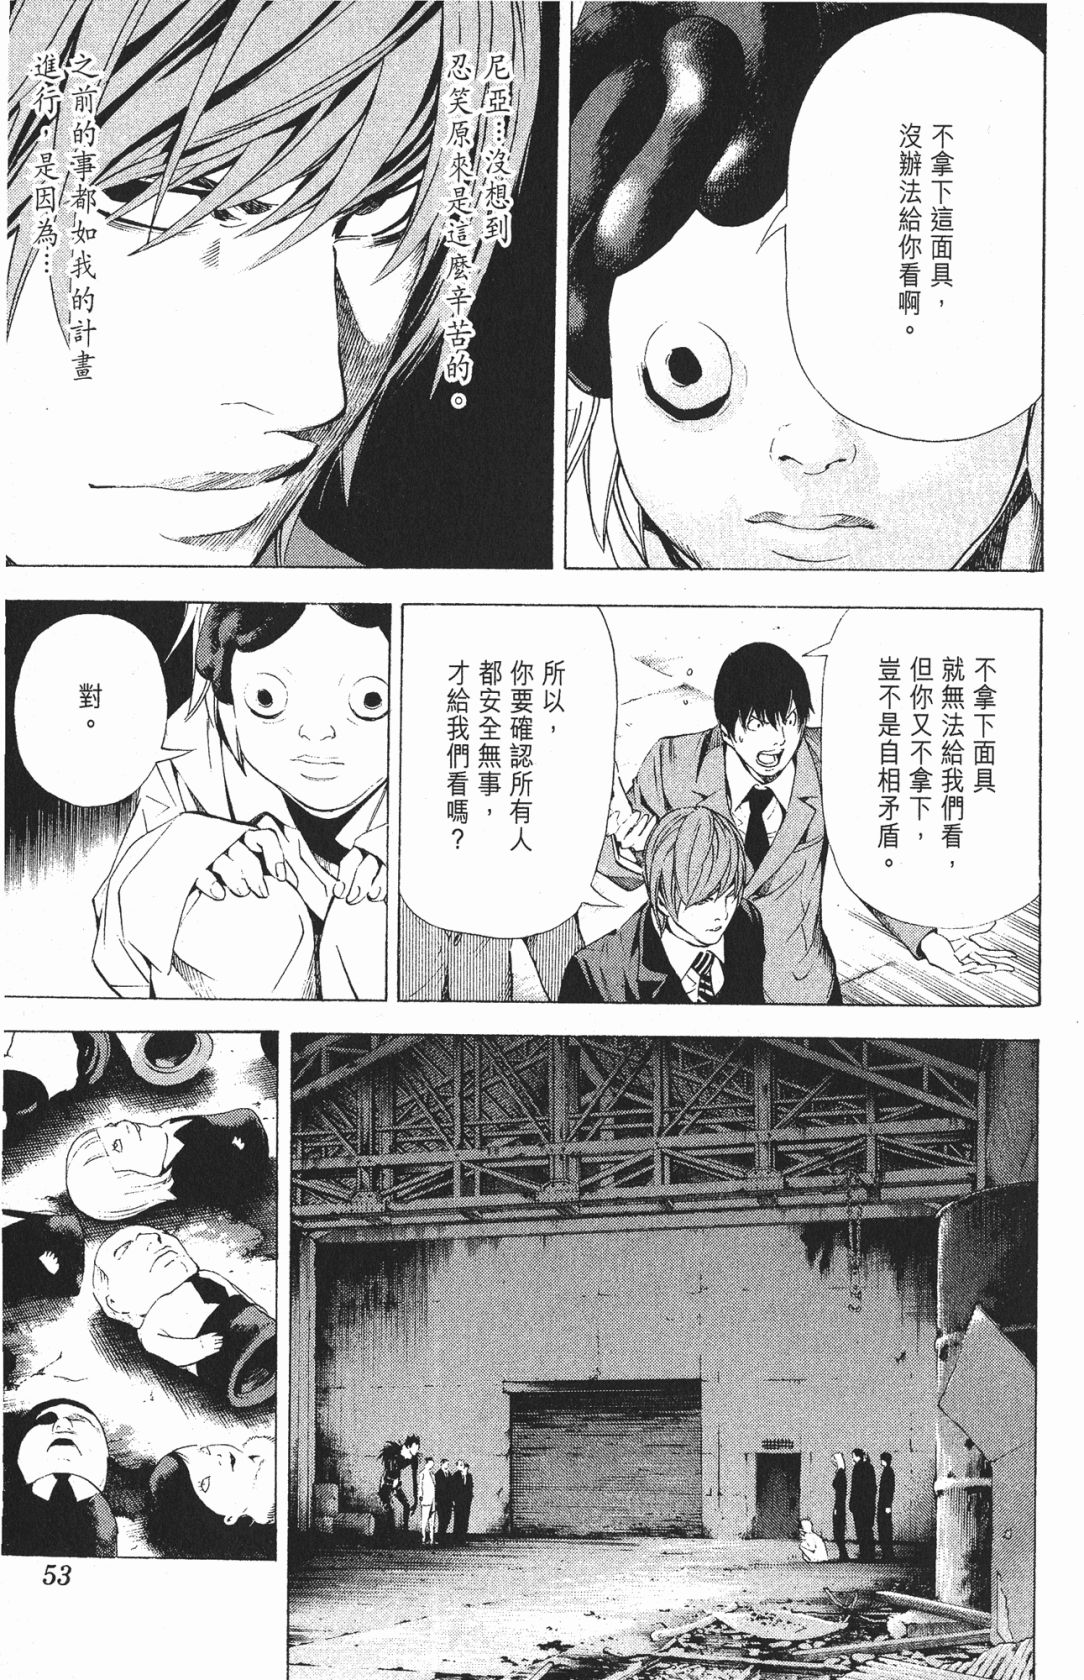 不拿下這面具，
沒辦法給你看啊。
尼亞…沒想到
忍笑原來是這麼辛苦的。
之前的事都如我的計畫
進行，是因為…
不拿下面具
就無法給我們看，
但你又不拿下，
豈不是自相矛盾。
所以，
你要確認所有人
都安全無事，
才給我們看嗎？
對。
53